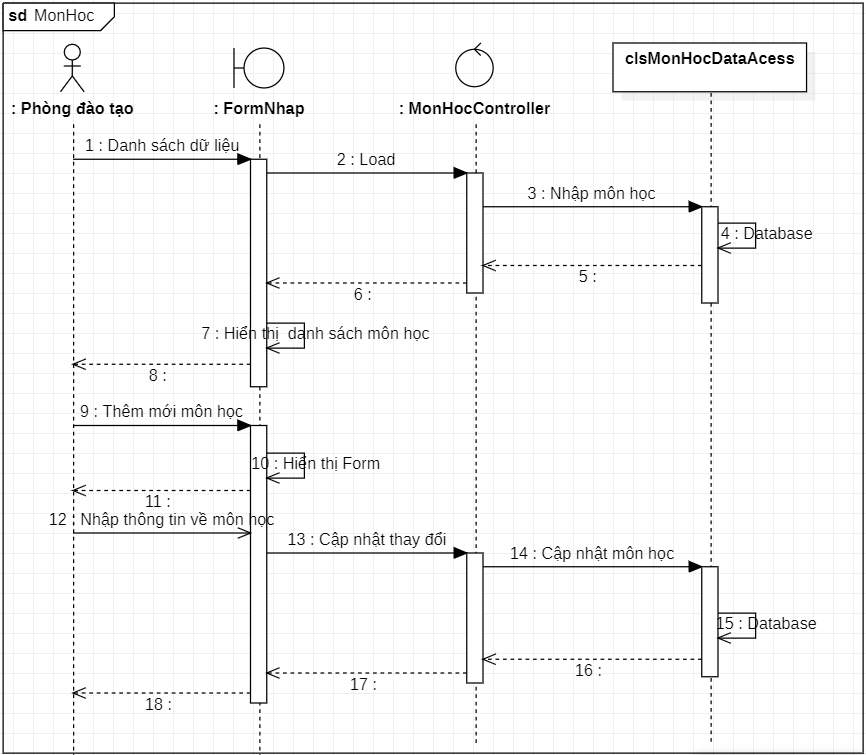 sd MonHoc
: Phòng đào tạo
: FormNhap
: MonHocController
clsMonHocDataAcess
1 : Danh sách dữ liệu
2 : Load
3 : Nhập môn học
4 : Database
5 :
6 :
7 : Hiển thị danh sách môn học
8 :
9 : Thêm mới môn học
10 : Hiển thị Form
11 :
12 : Nhập thông tin về môn học
13 : Cập nhật thay đổi
14 : Cập nhật môn học
15 : Database
16 :
17 :
18 :